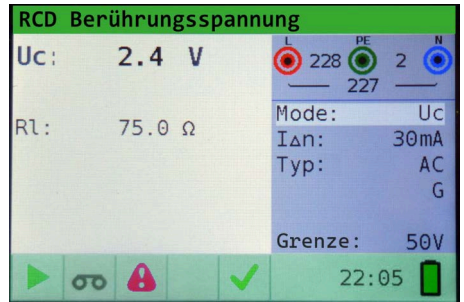 RCD Berührungsspannung
Uc: 2.4 V
Rl: 75.0 Ω
L PE N
228 2
227
Mode: Uc
I∆n: 30mA
Typ: AC
G
Grenze: 50V
22:05